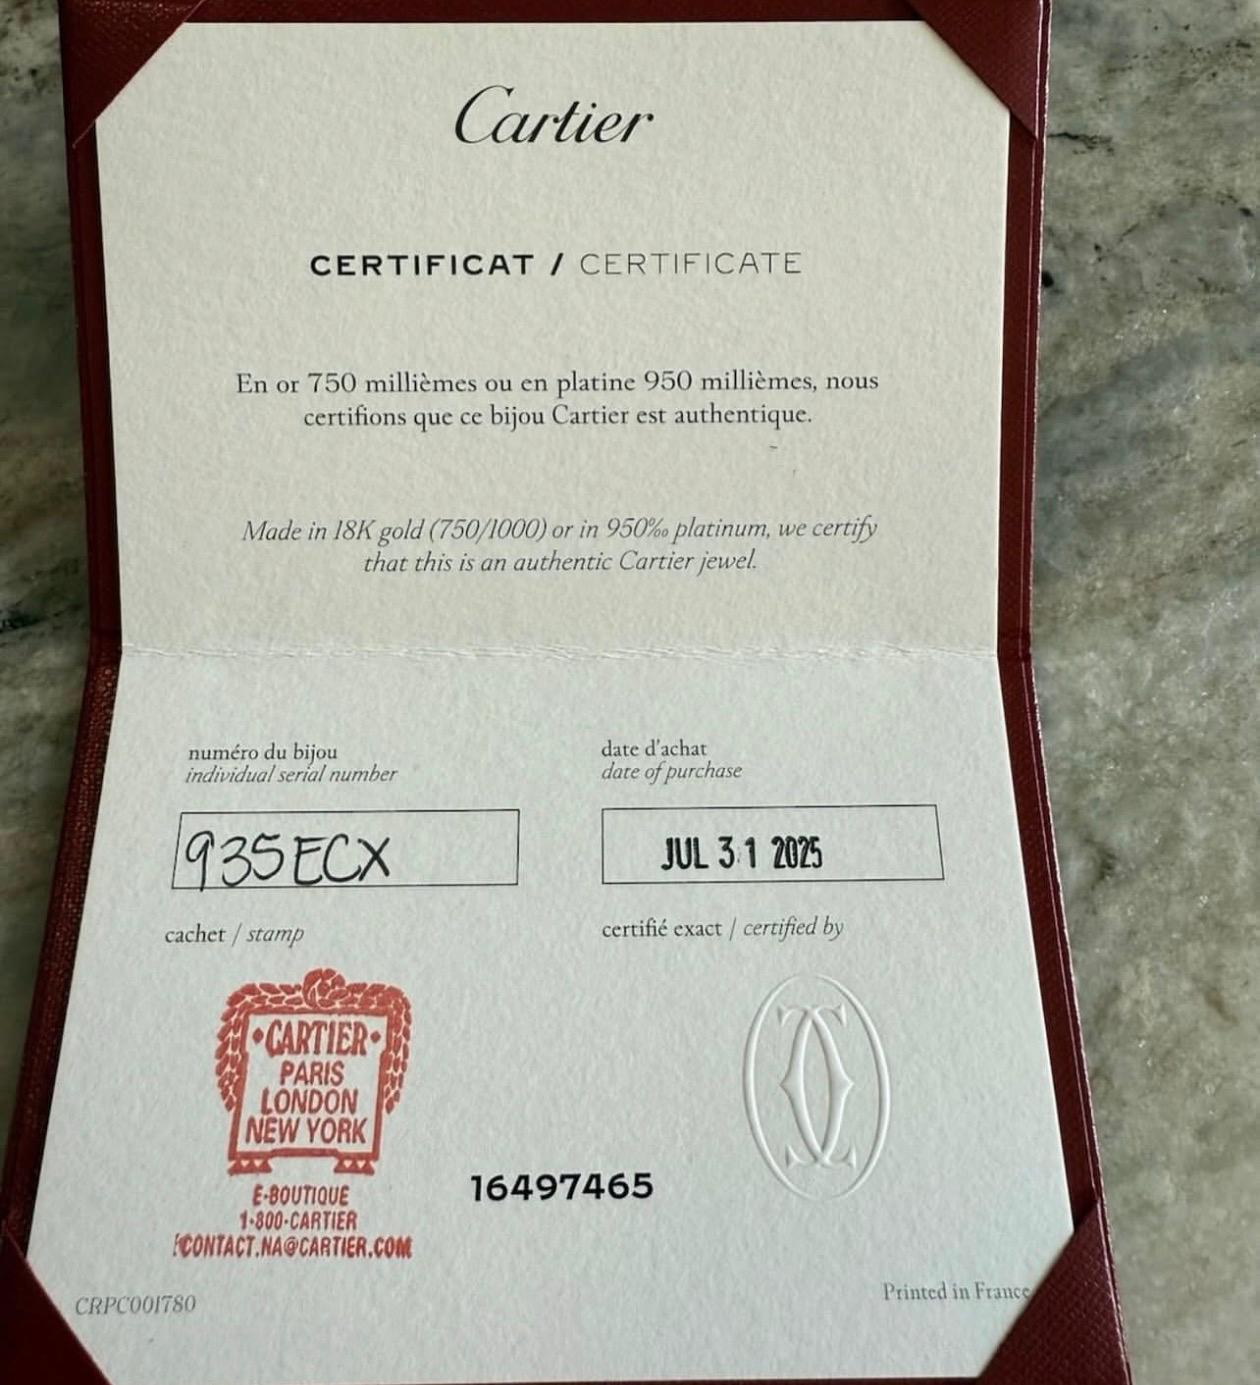 Cartier
CERTIFICAT / CERTIFICATE
En or 750 millièmes ou en platine 950 millièmes, nous
certifions que ce bijou Cartier est authentique.
Made in 18K gold (750/1000) or in 950‰ platinum, we certify
that this is an authentic Cartier jewel.
numéro du bijou
individual serial number
date d'achat
date of purchase
935ECX
JUL 31 2025
cachet / stamp
certifié exact / certified by
•CARTIER•
PARIS
LONDON
NEW YORK
16497465
E-BOUTIQUE
1-800-CARTIER
CONTACT.NA@CARTIER.COM
CRPC001780
Printed in France